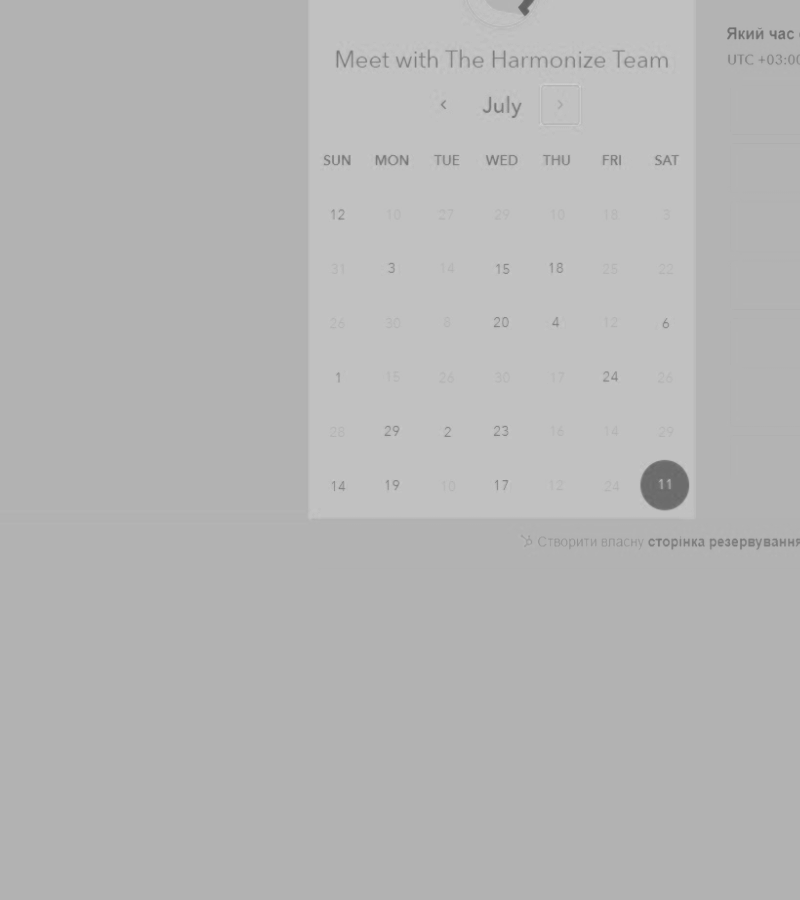 Який час
Meet with The Harmonize Team
UTC +03:00
July
SUN MON TUE WED THU FRI SAT
12 10 27 29 10 18 3
31 3 14 15 18 25 22
26 30 8 20 4 12 6
1 15 26 30 17 24 26
28 29 2 23 16 14 29
14 19 10 17 12 24 11
Створити власну сторінка резервування